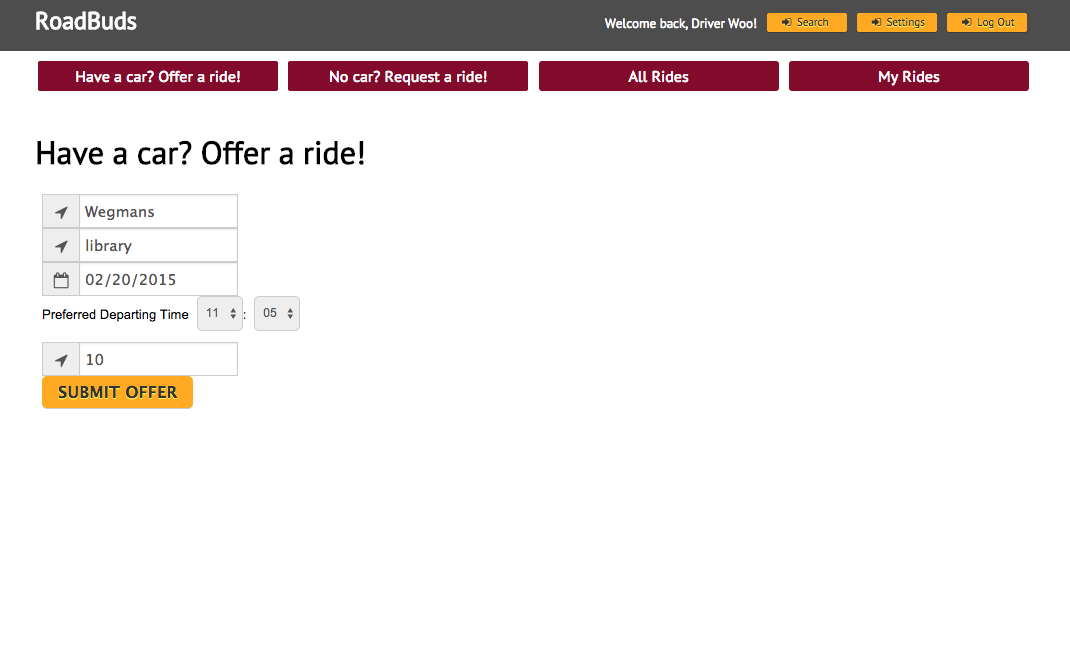 RoadBuds
Welcome back, Driver Woo! Search Settings Log Out
Have a car? Offer a ride! No car? Request a ride! All Rides My Rides
Have a car? Offer a ride!
Wegmans
library
02/20/2015
Preferred Departing Time 11 : 05
10
SUBMIT OFFER